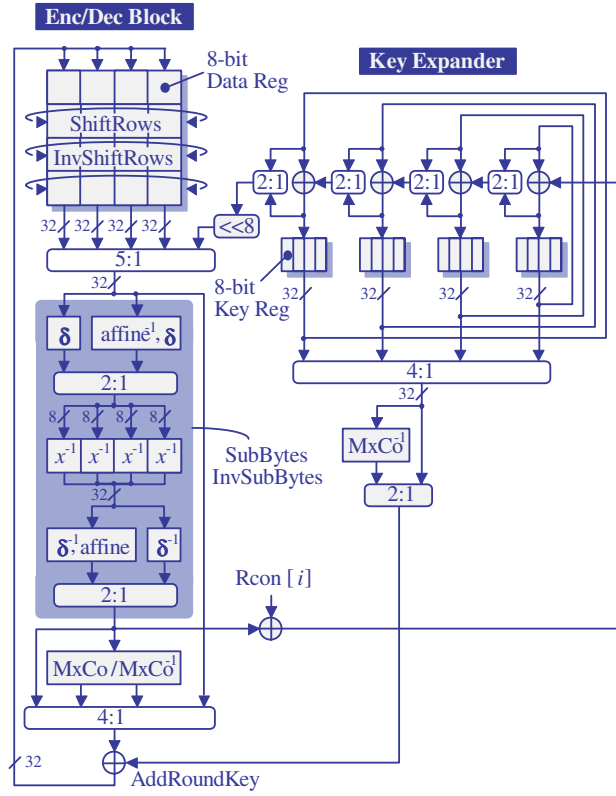 Enc/Dec Block
8-bit
Data Reg
Key Expander
ShiftRows
InvShiftRows
2:1
2:1
2:1
2:1
<<8
32 32 32 32
5:1
8-bit
Key Reg
32 32 32 32
32
δ
affine⁻¹, δ
4:1
32
2:1
8 8 8 8
x⁻¹ x⁻¹ x⁻¹ x⁻¹
MxCo⁻¹
SubBytes
InvSubBytes
32
2:1
δ⁻¹, affine
δ⁻¹
2:1
Rcon [i]
MxCo/MxCo⁻¹
4:1
32
AddRoundKey